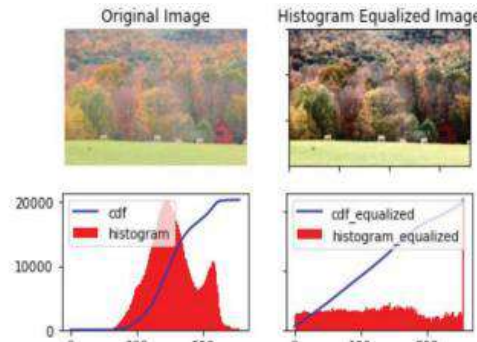 Original Image
Histogram Equalized Image
20000
10000
0
cdf
histogram
cdf_equalized
histogram_equalized